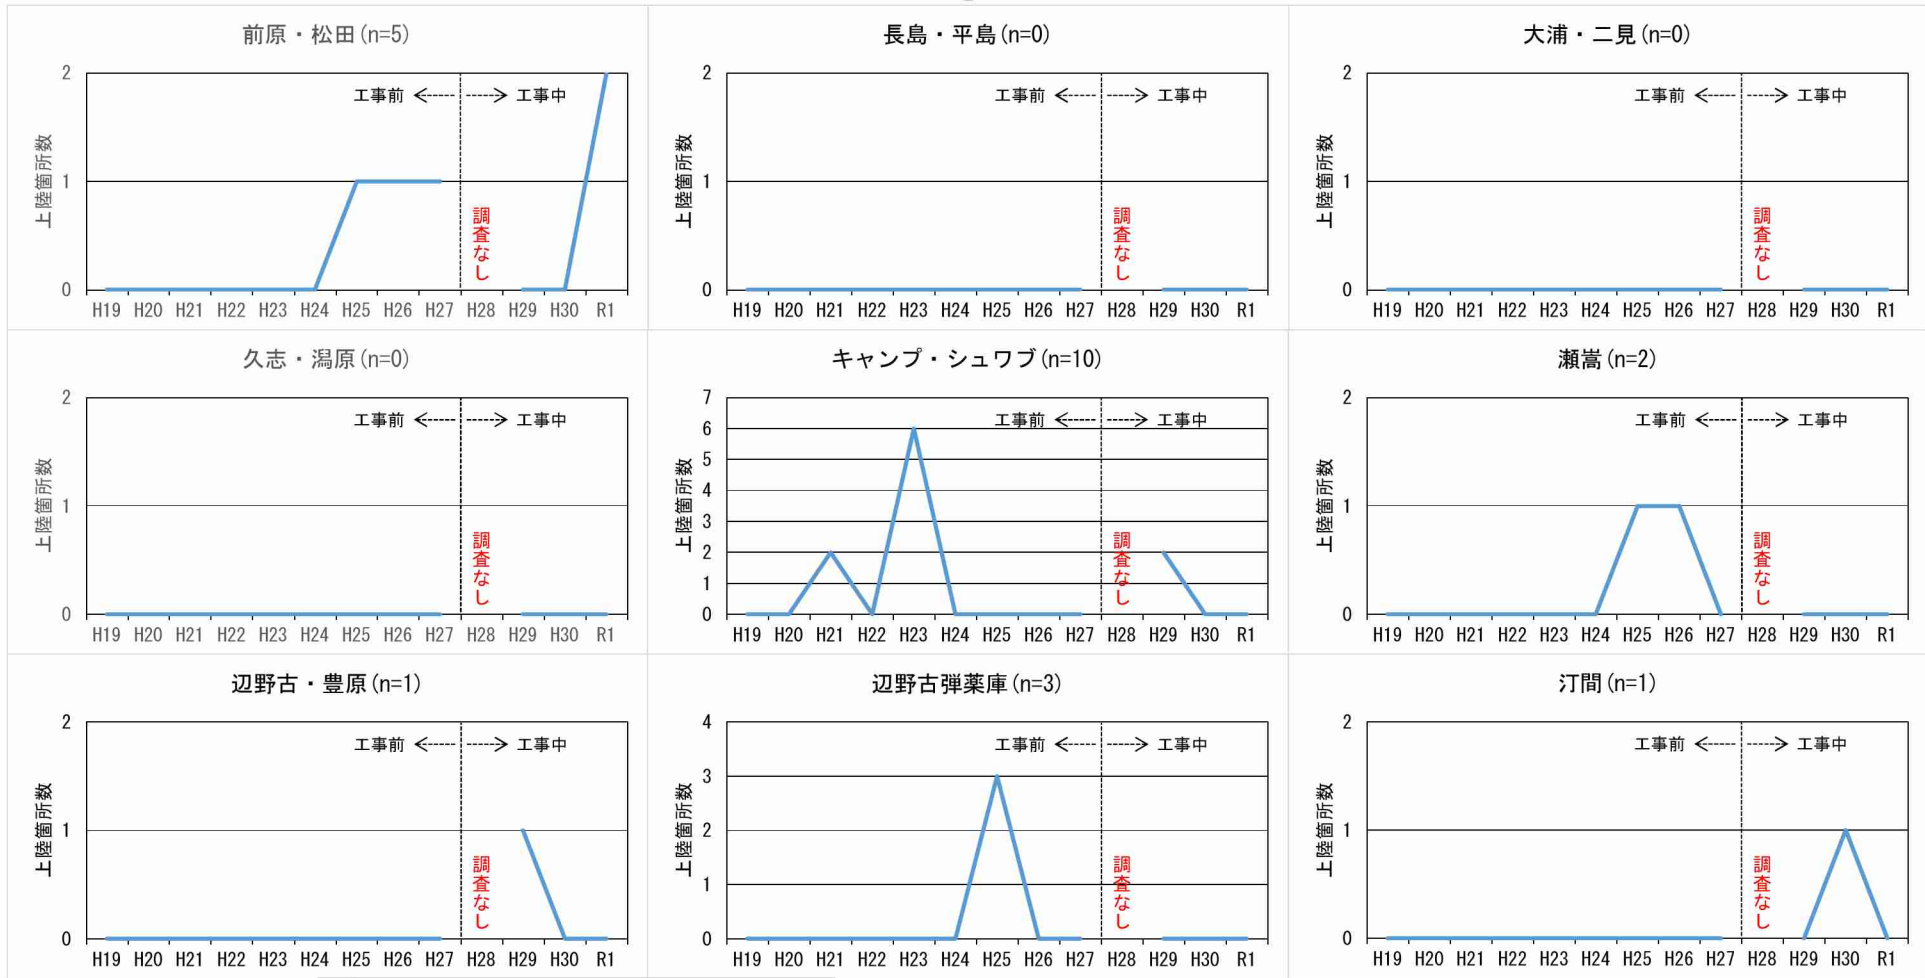 前原・松田(n=5)
上陸箇所数
2
1
0
工事前
工事中
調査なし
H19 H20 H21 H22 H23 H24 H25 H26 H27 H28 H29 H30 R1
長島・平島(n=0)
上陸箇所数
2
1
0
工事前
工事中
調査なし
H19 H20 H21 H22 H23 H24 H25 H26 H27 H28 H29 H30 R1
大浦・二見(n=0)
上陸箇所数
2
1
0
工事前
工事中
調査なし
H19 H20 H21 H22 H23 H24 H25 H26 H27 H28 H29 H30 R1
久志・潟原(n=0)
上陸箇所数
2
1
0
工事前
工事中
調査なし
H19 H20 H21 H22 H23 H24 H25 H26 H27 H28 H29 H30 R1
キャンプ・シュワブ(n=10)
上陸箇所数
7
6
5
4
3
2
1
0
工事前
工事中
調査なし
H19 H20 H21 H22 H23 H24 H25 H26 H27 H28 H29 H30 R1
瀬嵩(n=2)
上陸箇所数
2
1
0
工事前
工事中
調査なし
H19 H20 H21 H22 H23 H24 H25 H26 H27 H28 H29 H30 R1
辺野古・豊原(n=1)
上陸箇所数
2
1
0
工事前
工事中
調査なし
H19 H20 H21 H22 H23 H24 H25 H26 H27 H28 H29 H30 R1
辺野古弾薬庫(n=3)
上陸箇所数
4
3
2
1
0
工事前
工事中
調査なし
H19 H20 H21 H22 H23 H24 H25 H26 H27 H28 H29 H30 R1
汀間(n=1)
上陸箇所数
2
1
0
工事前
工事中
調査なし
H19 H20 H21 H22 H23 H24 H25 H26 H27 H28 H29 H30 R1